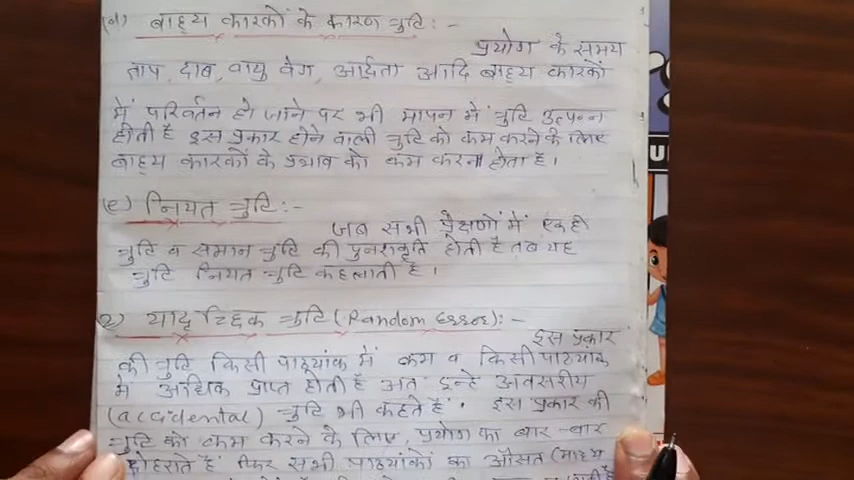 (d) बाह्य कारकों के कारण त्रुटि: -
प्रयोग के समय
ताप, दाब, वायु वेग, आर्द्रता आदि बाह्य कारकों
में परिवर्तन हो जाने पर भी मापन में त्रुटि उत्पन्न
होती है इस प्रकार होने वाली त्रुटि को कम करने के लिए
बाह्य कारकों के प्रभाव को कम करना होता है।
(e) नियत त्रुटि:-
जब सभी प्रेक्षणों में एक ही
त्रुटि व समान त्रुटि की पुनरावृति होती है तब यह
त्रुटि नियत त्रुटि कहलाती है।
2) यादृच्छिक त्रुटि (Random Error): -
इस प्रकार
की त्रुटि किसी पाठ्यांक में कम व किसी पाठ्यांक
में अधिक प्राप्त होती है अतः इन्हे अवसरीय
(accidental) त्रुटि भी कहते हैं. इस प्रकार की
त्रुटि को कम करने के लिए, प्रयोग का बार-बार
दोहराते हैं फिर सभी पाठ्यांकों का औसत (माध्य
U